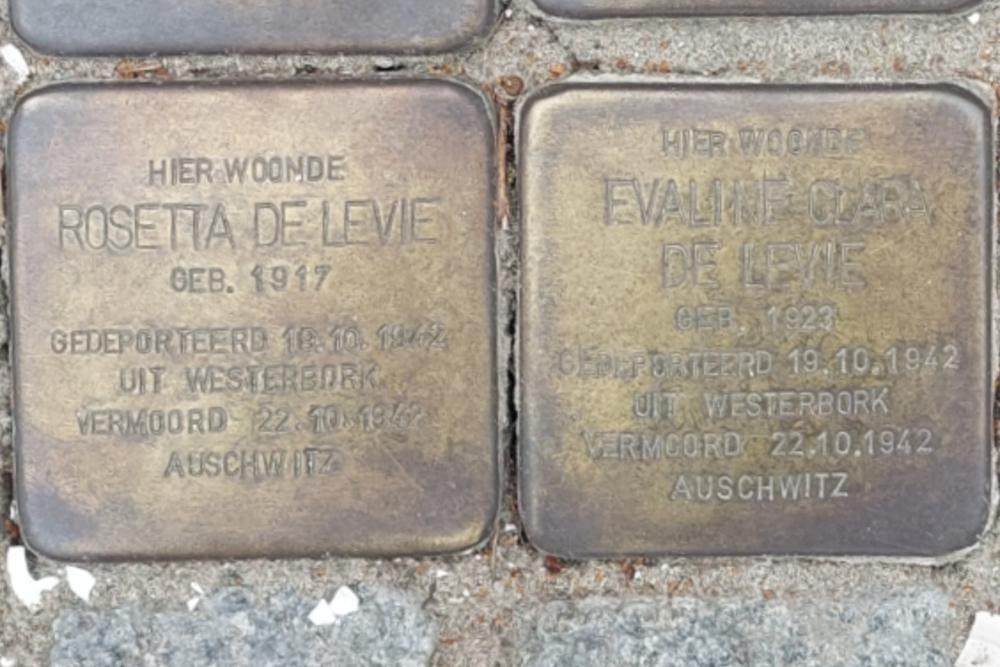 HIER WOONDE
ROSETTA DE LEVIE
GEB. 1917
GEDEPORTEERD 19.10.1942
UIT WESTERBORK
VERMOORD 22.10.1942
AUSCHWITZ
HIER WOONDE
EVALINE CLARA
DE LEVIE
GEB. 1923
GEDEPORTEERD 19.10.1942
UIT WESTERBORK
VERMOORD 22.10.1942
AUSCHWITZ